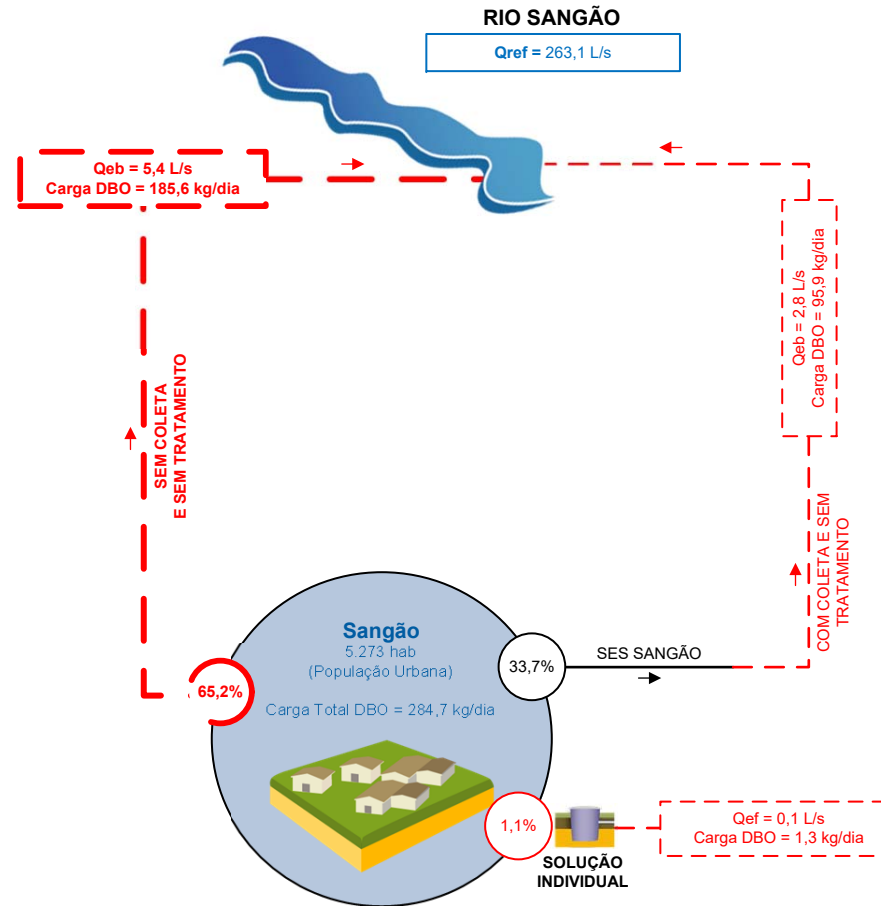 RIO SANGÃO
Qref = 263,1 L/s
Qeb = 5,4 L/s
Carga DBO = 185,6 kg/dia
Qeb = 2,8 L/s
Carga DBO = 95,9 kg/dia
SEM COLETA
E SEM TRATAMENTO
COM COLETA E SEM
TRATAMENTO
Sangão
5.273 hab
(População Urbana)
Carga Total DBO = 284,7 kg/dia
65,2%
33,7%
SES SANGÃO
1,1%
SOLUÇÃO
INDIVIDUAL
Qef = 0,1 L/s
Carga DBO = 1,3 kg/dia